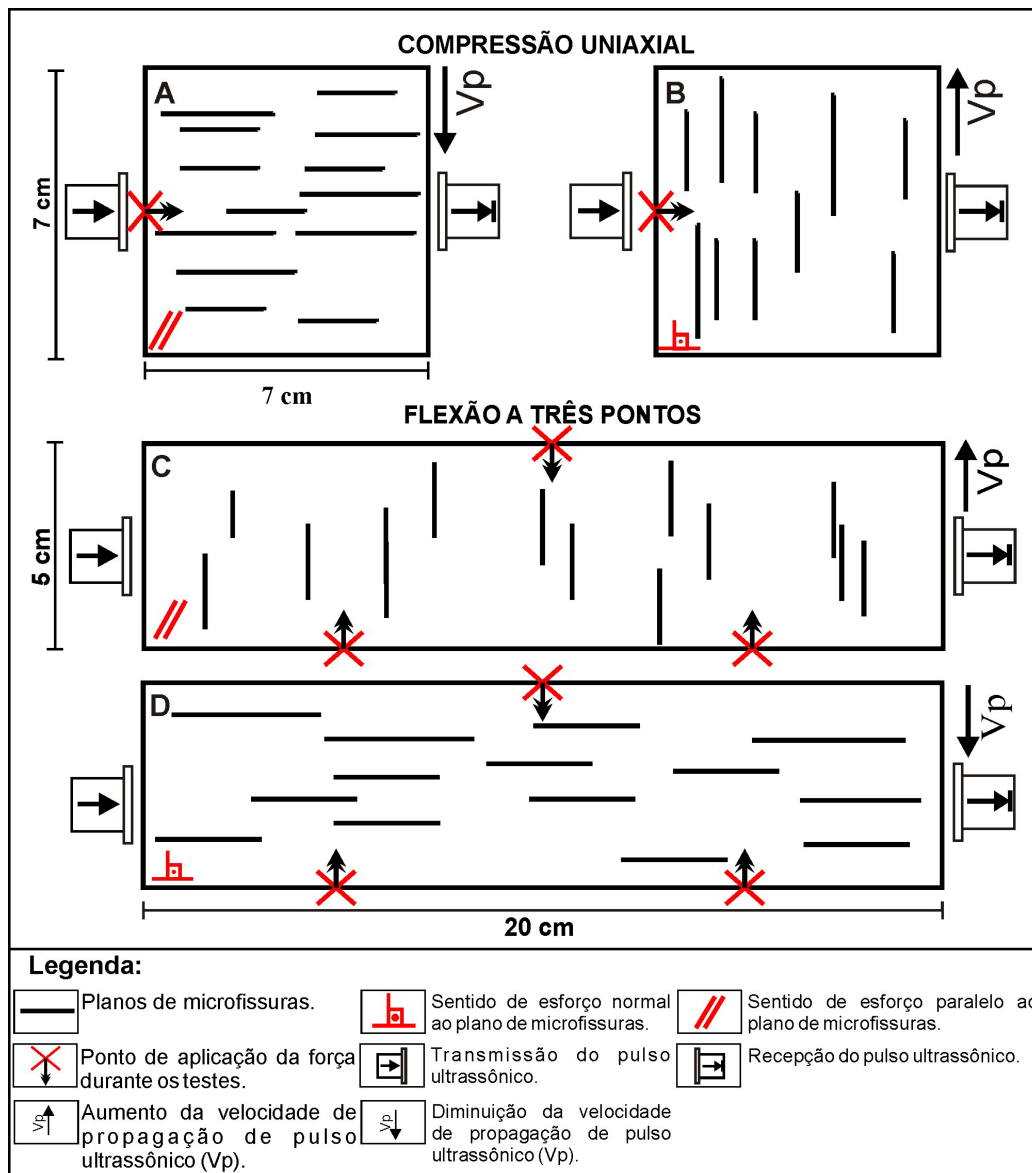 COMPRESSÃO UNIAXIAL
A
Vp
B
Vp
7 cm
7 cm
FLEXÃO A TRÊS PONTOS
C
Vp
5 cm
D
Vp
20 cm
Legenda:
Planos de microfissuras.
Sentido de esforço normal
ao plano de microfissuras.
Sentido de esforço paralelo ao
plano de microfissuras.
Ponto de aplicação da força
durante os testes.
Transmissão do pulso
ultrassônico.
Recepção do pulso ultrassônico.
Vp
Aumento da velocidade de
propagação de pulso
ultrassônico (Vp).
Vp
Diminuição da velocidade
de propagação de pulso
ultrassônico (Vp).